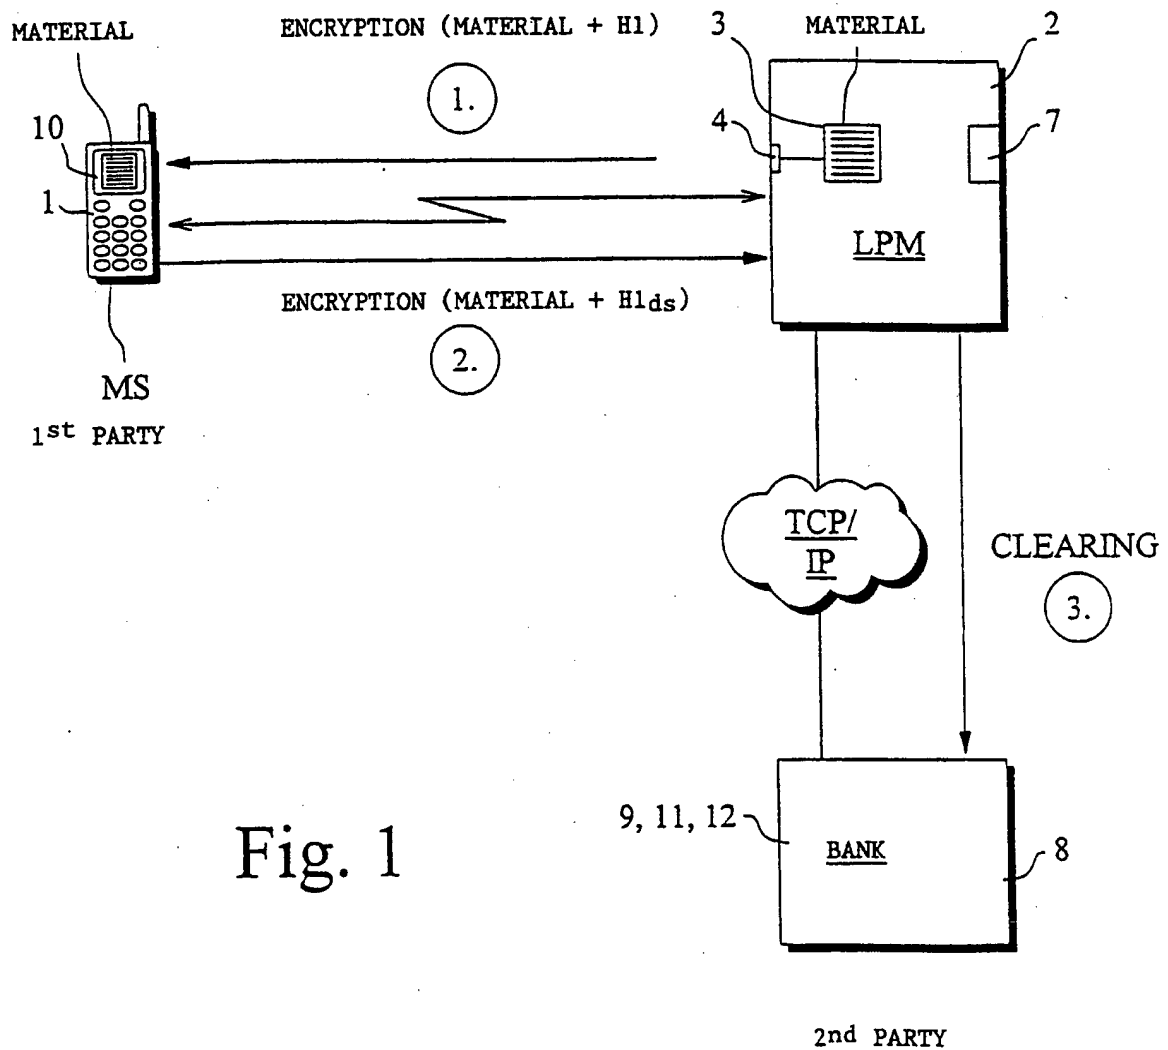 MATERIAL
ENCRYPTION (MATERIAL + H1)
3
MATERIAL
2
1.
10
4
7
1
LPM
ENCRYPTION (MATERIAL + H1ds)
2.
MS
1st PARTY
TCP/
IP
CLEARING
3.
9, 11, 12
BANK
8
Fig. 1
2nd PARTY